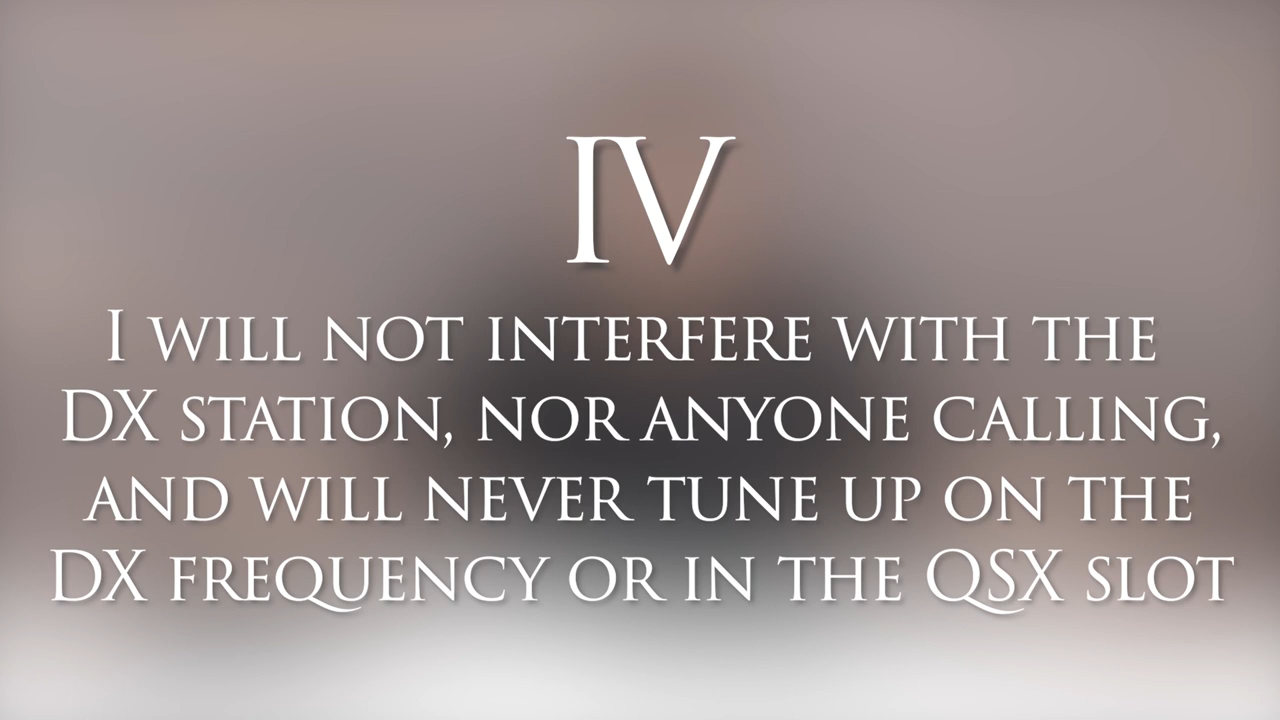 IV
I WILL NOT INTERFERE WITH THE
DX STATION, NOR ANYONE CALLING,
AND WILL NEVER TUNE UP ON THE
DX FREQUENCY OR IN THE QSX SLOT